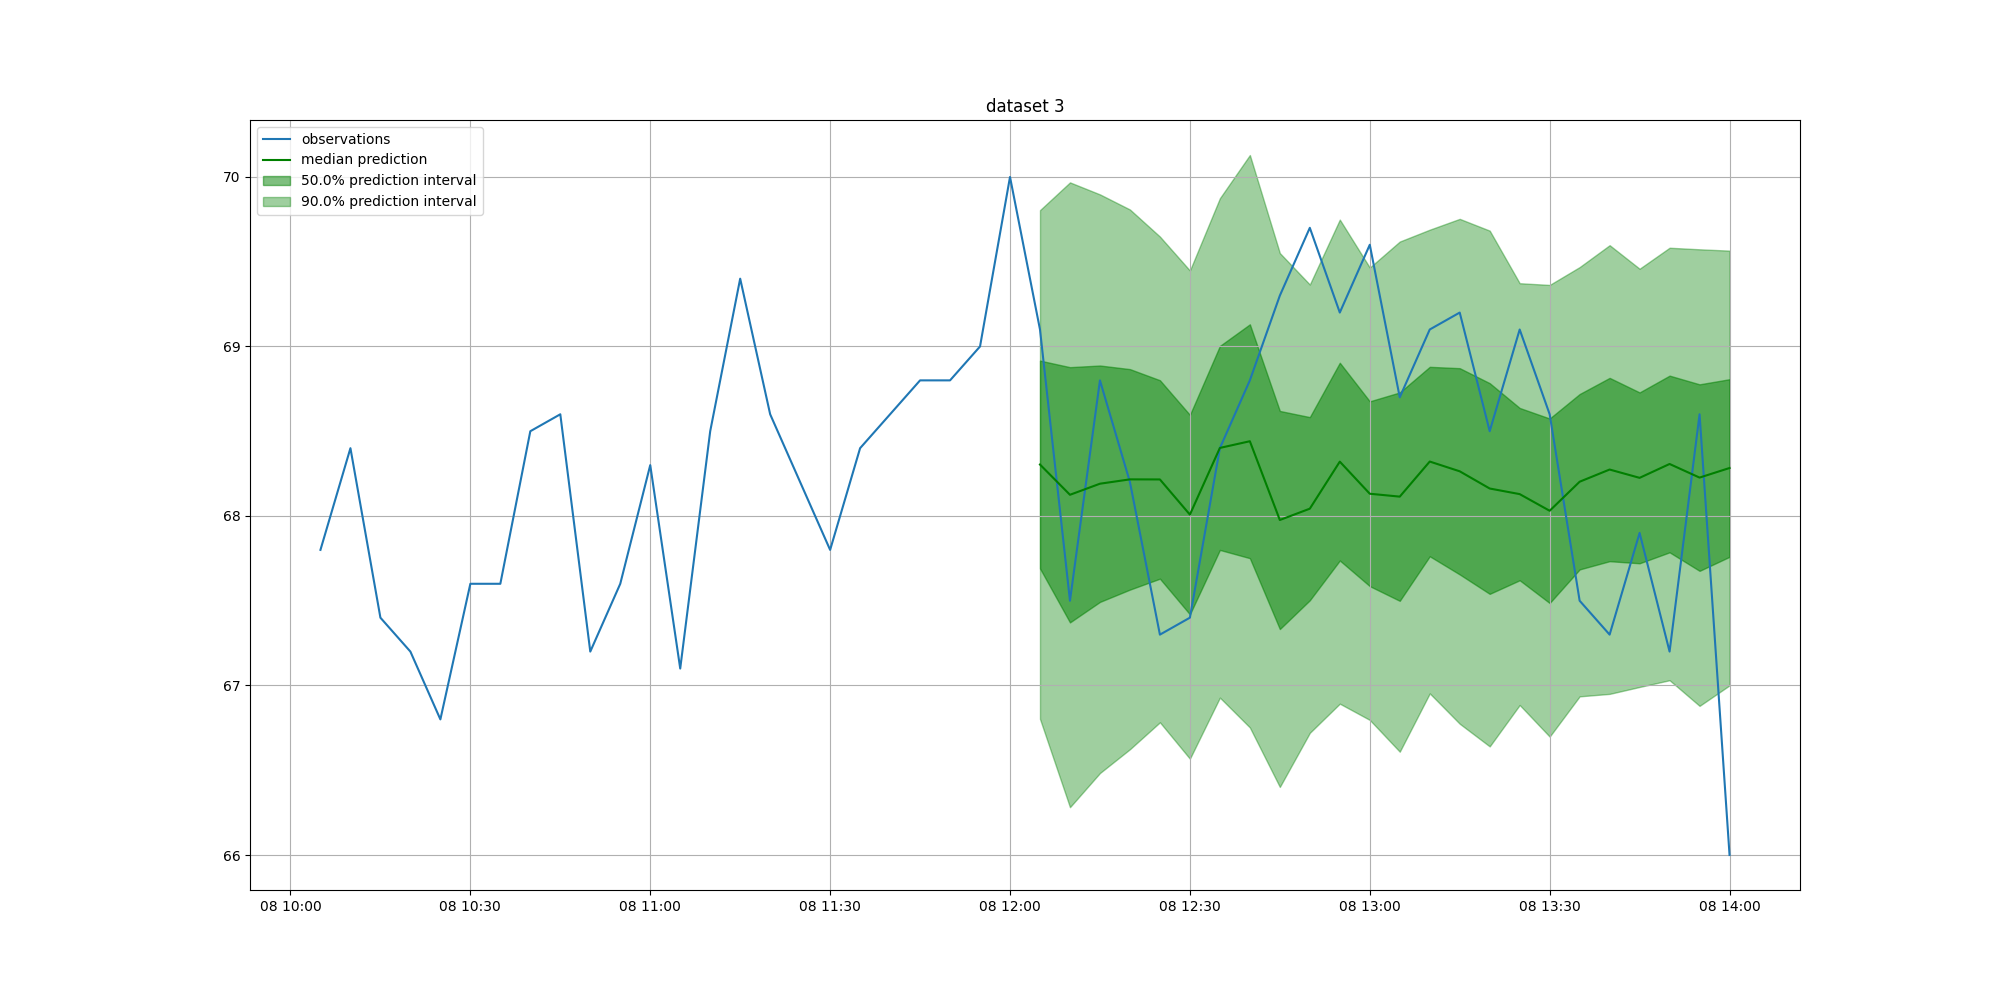 dataset 3
observations
median prediction
50.0% prediction interval
90.0% prediction interval
70
69
68
67
66
08 10:00 08 10:30 08 11:00 08 11:30 08 12:00 08 12:30 08 13:00 08 13:30 08 14:00